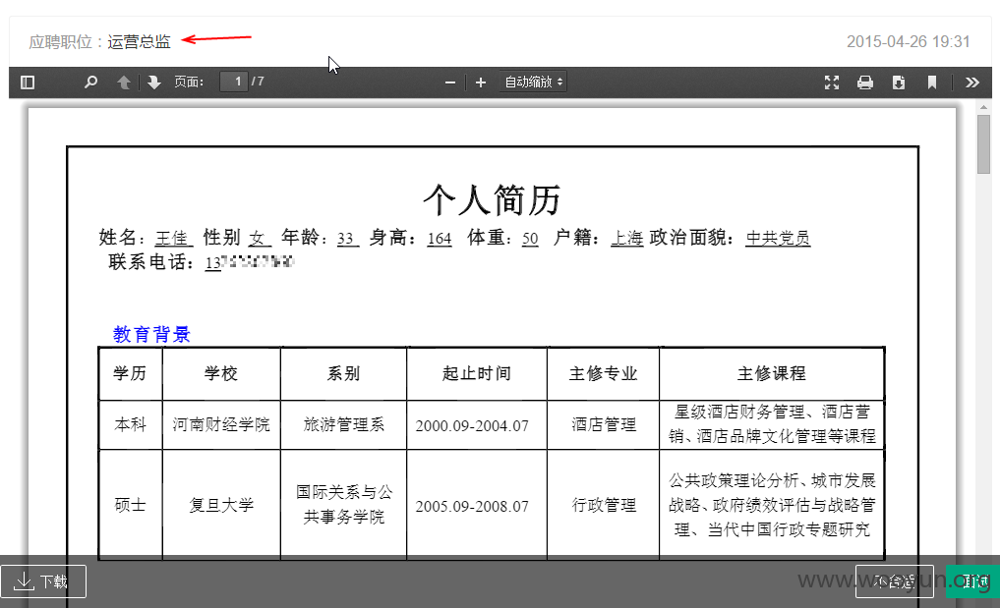 应聘职位：运营总监 2015-04-26 19:31
页面： 1 /7 自动缩放
个人简历
姓名：王佳 性别 女 年龄：33 身高：164 体重：50 户籍：上海 政治面貌：中共党员
联系电话：13
教育背景
学历 学校 系别 起止时间 主修专业 主修课程
本科 河南财经学院 旅游管理系 2000.09-2004.07 酒店管理 星级酒店财务管理、酒店营
销、酒店品牌文化管理等课程
硕士 复旦大学 国际关系与公
共事务学院 2005.09-2008.07 行政管理 公共政策理论分析、城市发展
战略、政府绩效评估与战略管
理、当代中国行政专题研究
下载 不合适 面试
www.wooyun.org